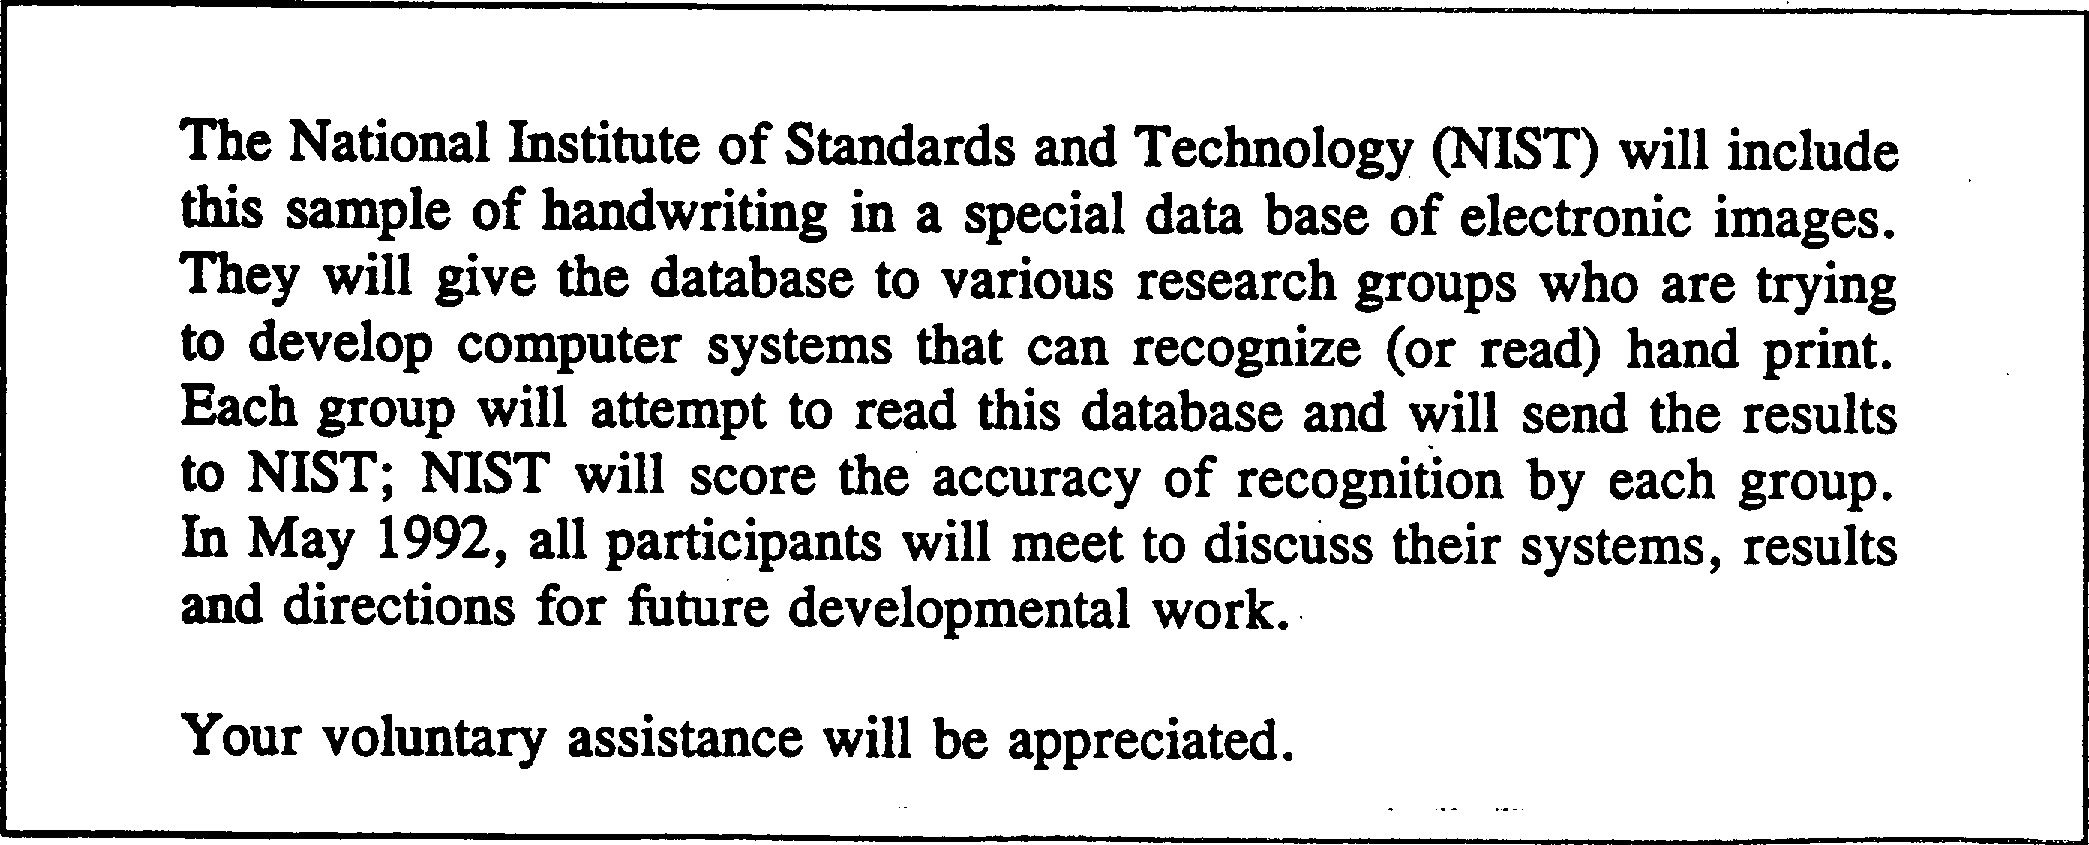 The National Institute of Standards and Technology (NIST) will include
this sample of handwriting in a special data base of electronic images.
They will give the database to various research groups who are trying
to develop computer systems that can recognize (or read) hand print.
Each group will attempt to read this database and will send the results
to NIST; NIST will score the accuracy of recognition by each group.
In May 1992, all participants will meet to discuss their systems, results
and directions for future developmental work.
Your voluntary assistance will be appreciated.